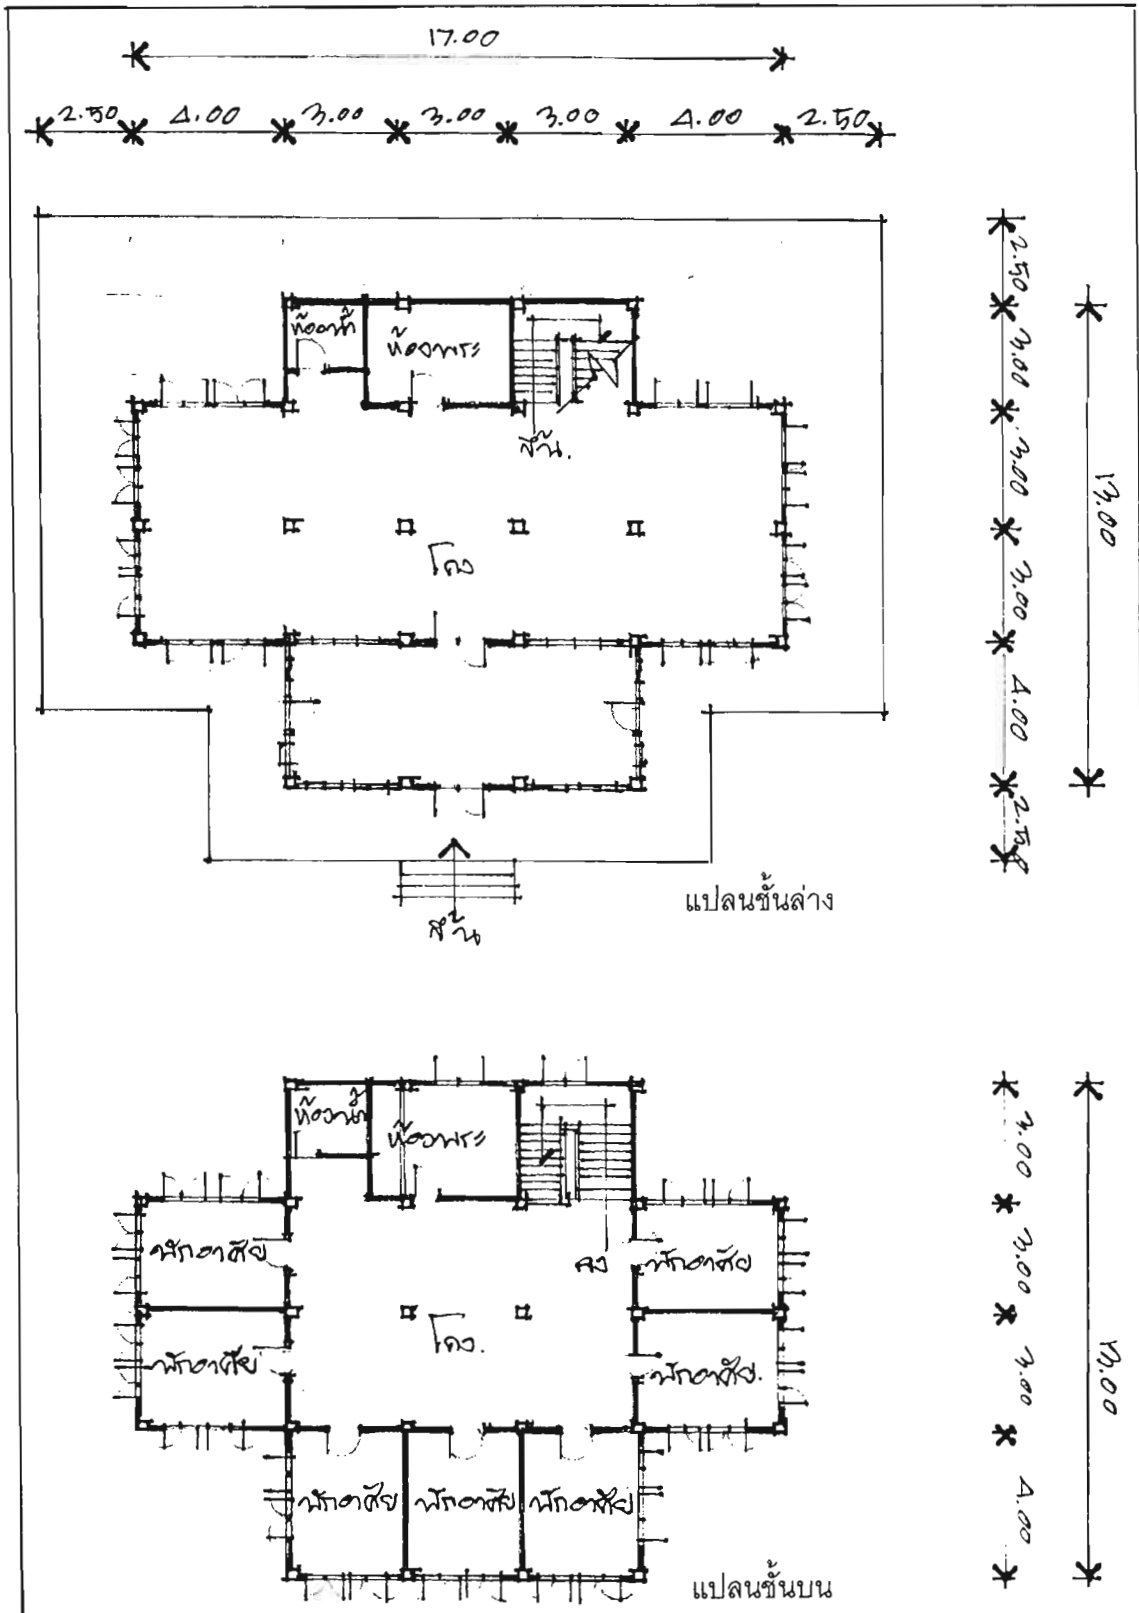 17.00
2.50 4.00 3.00 3.00 3.00 4.00 2.50
2.50
3.00
3.00
3.00
4.00
2.50
13.00
ห้องน้ำ
ห้องพระ
ขึ้น.
โถง
ขึ้น
แปลนชั้นล่าง
ห้องน้ำ
ห้องพระ
พักอาศัย
ลง
พักอาศัย
โถง.
พักอาศัย
พักอาศัย.
พักอาศัย พักอาศัย พักอาศัย
3.00
3.00
3.00
4.00
13.00
แปลนชั้นบน